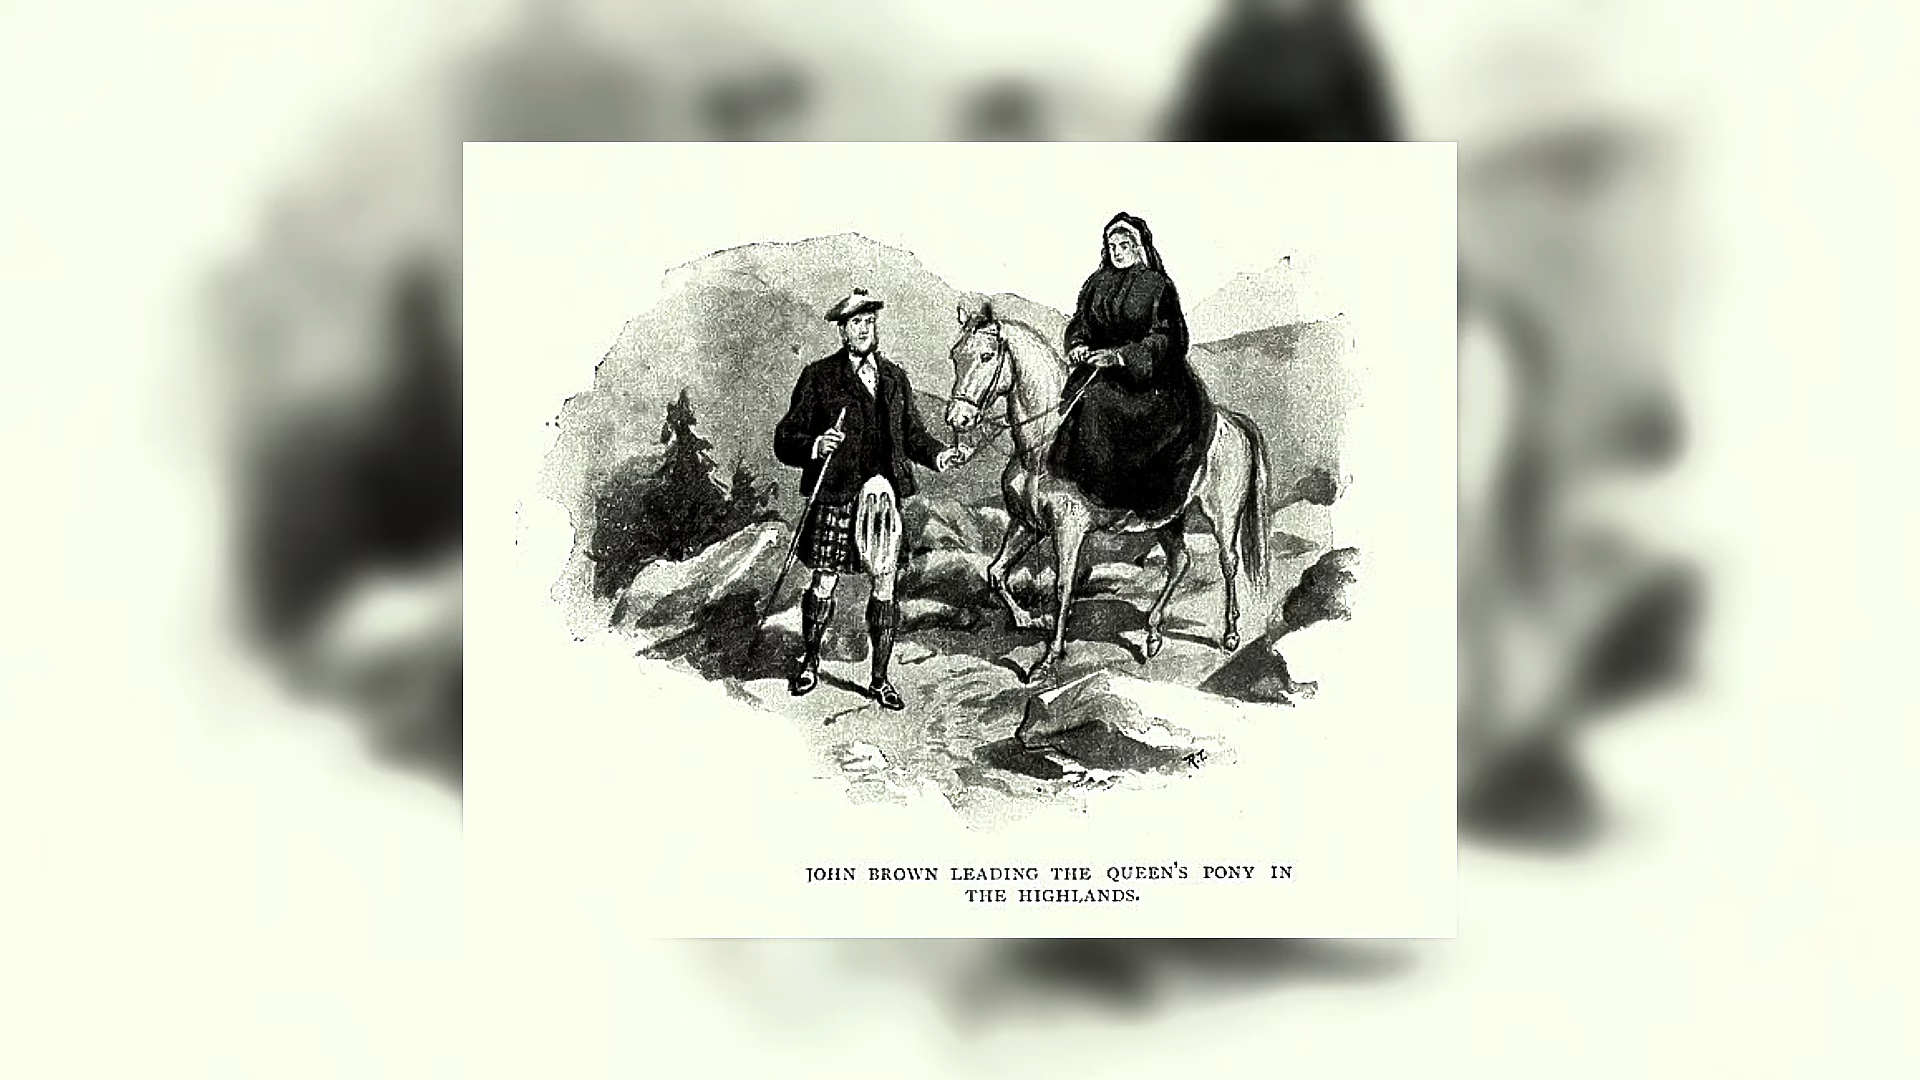 R.T.
JOHN BROWN LEADING THE QUEEN'S PONY IN
THE HIGHLANDS.